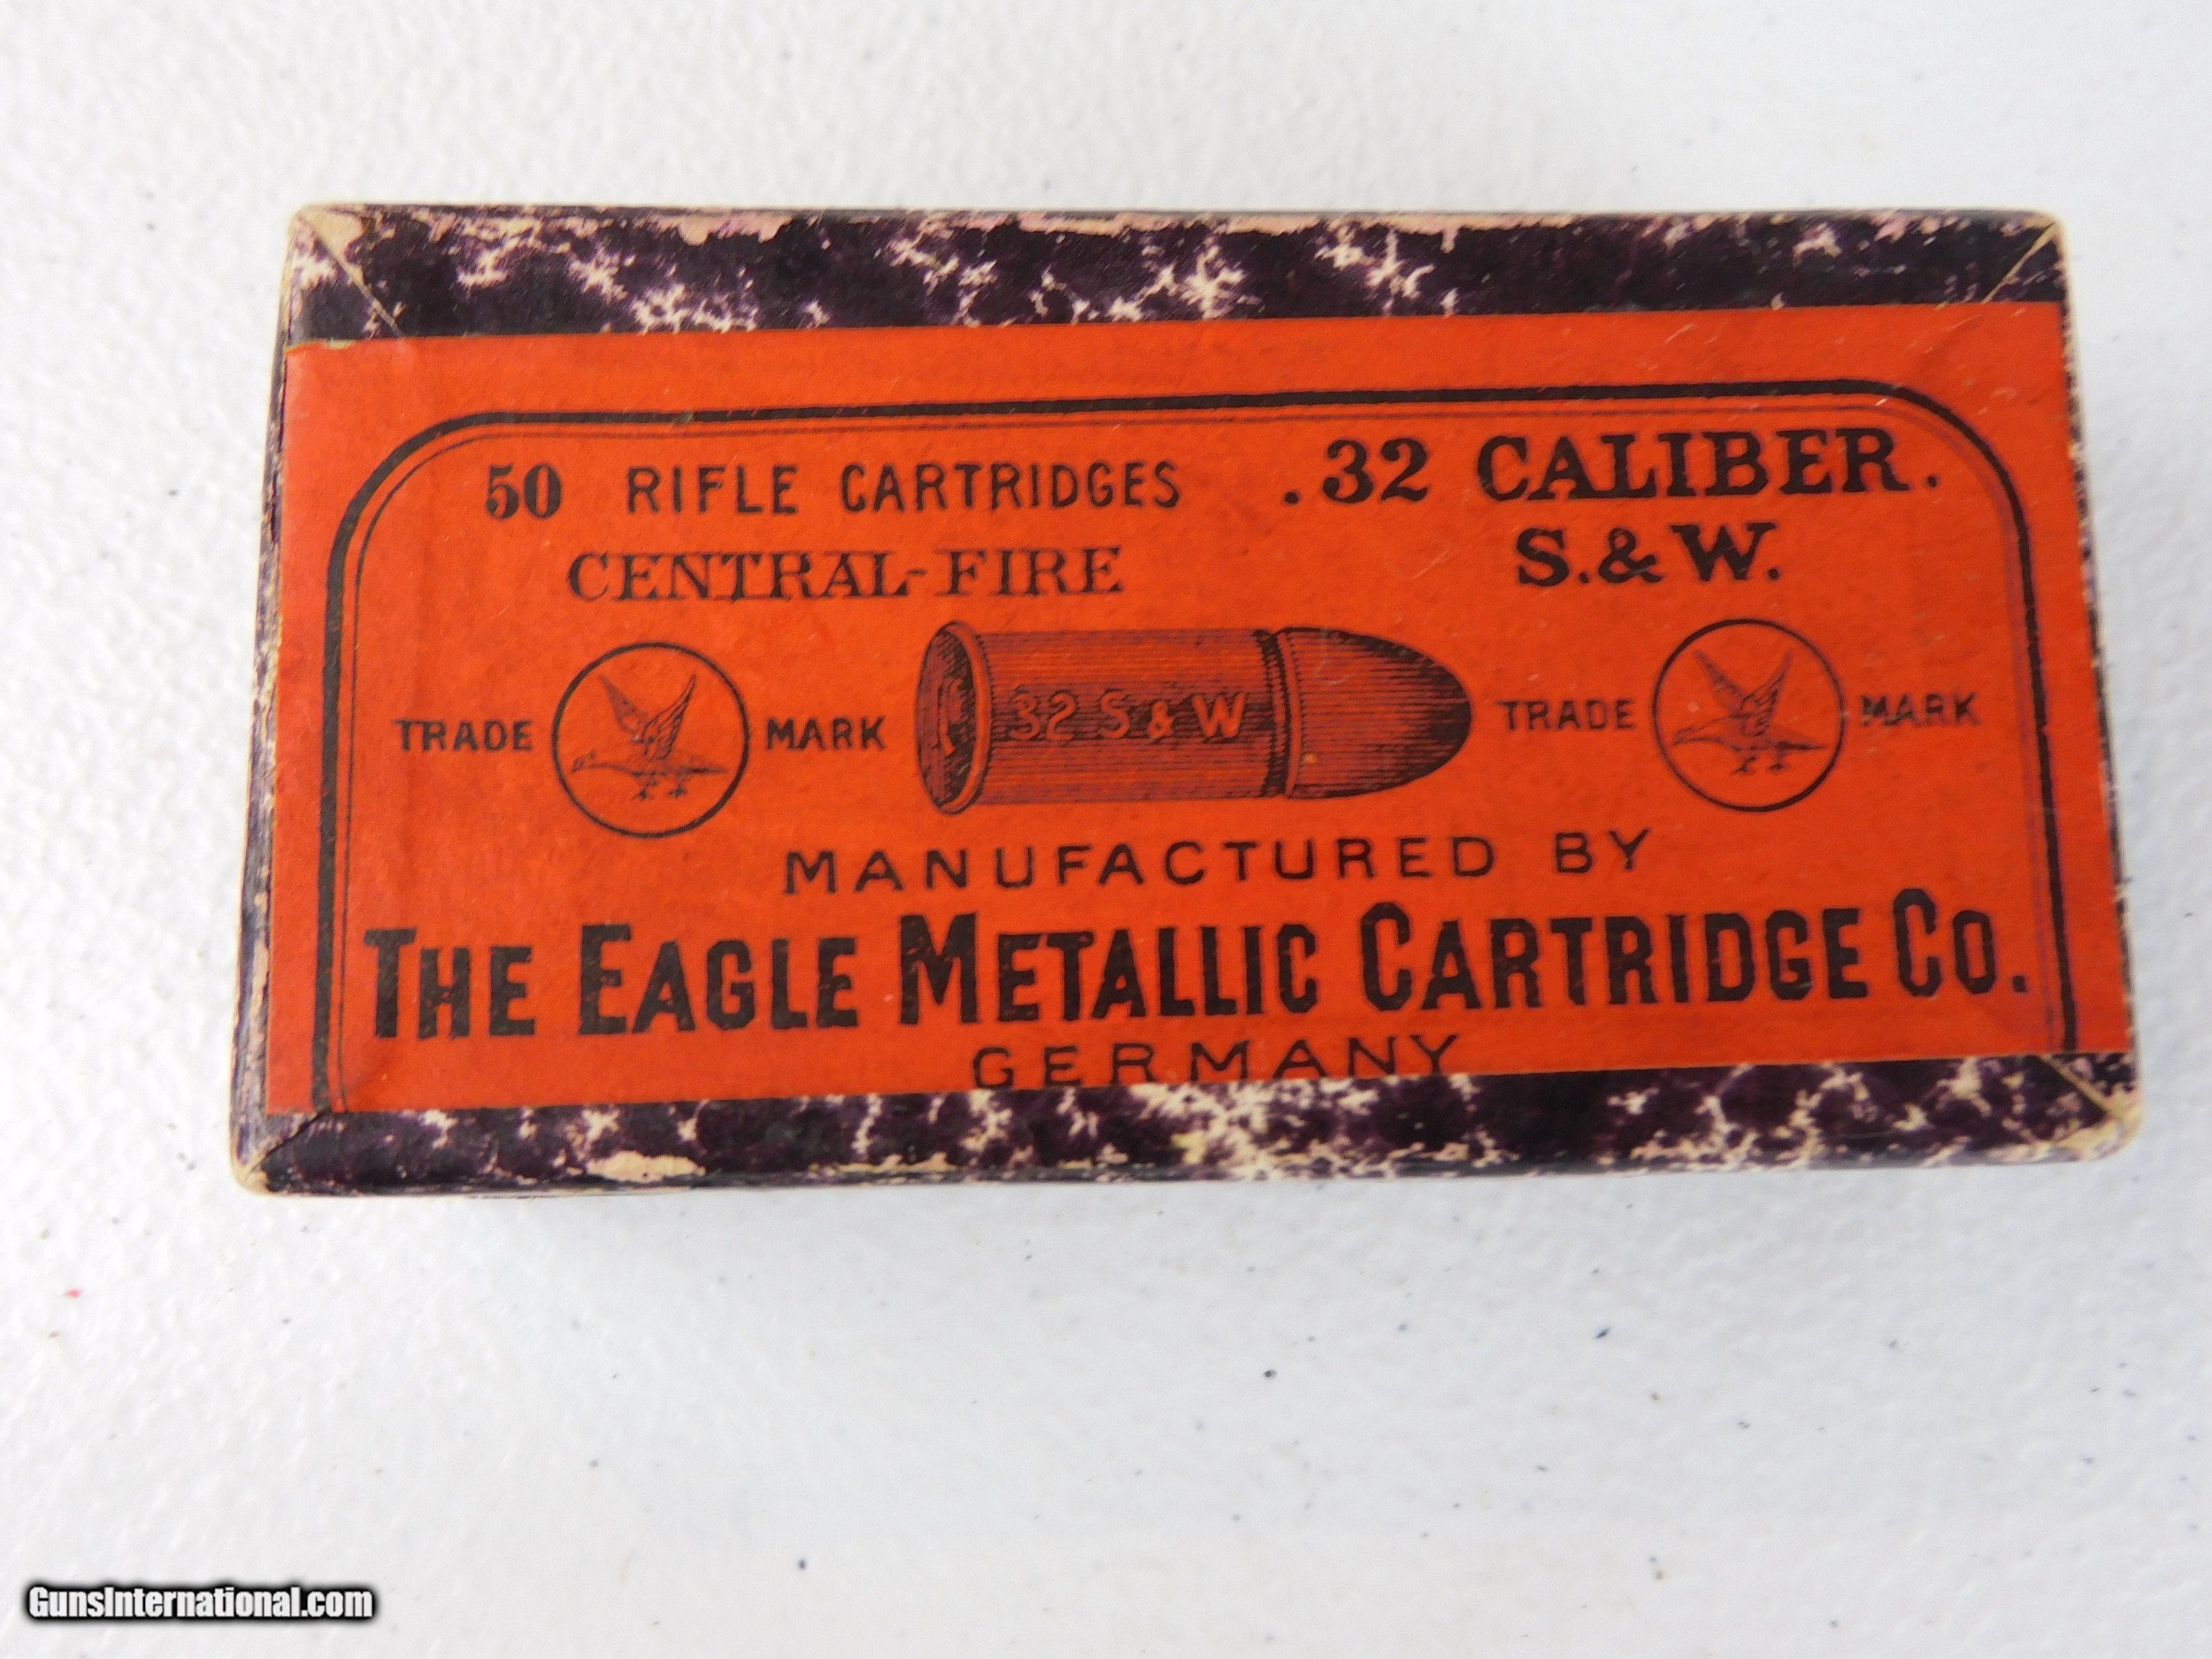 50 RIFLE CARTRIDGES .32 CALIBER.
CENTRAL-FIRE S. & W.
TRADE MARK 32 S & W TRADE MARK
MANUFACTURED BY
THE EAGLE METALLIC CARTRIDGE CO.
GERMANY
GunsInternational.com